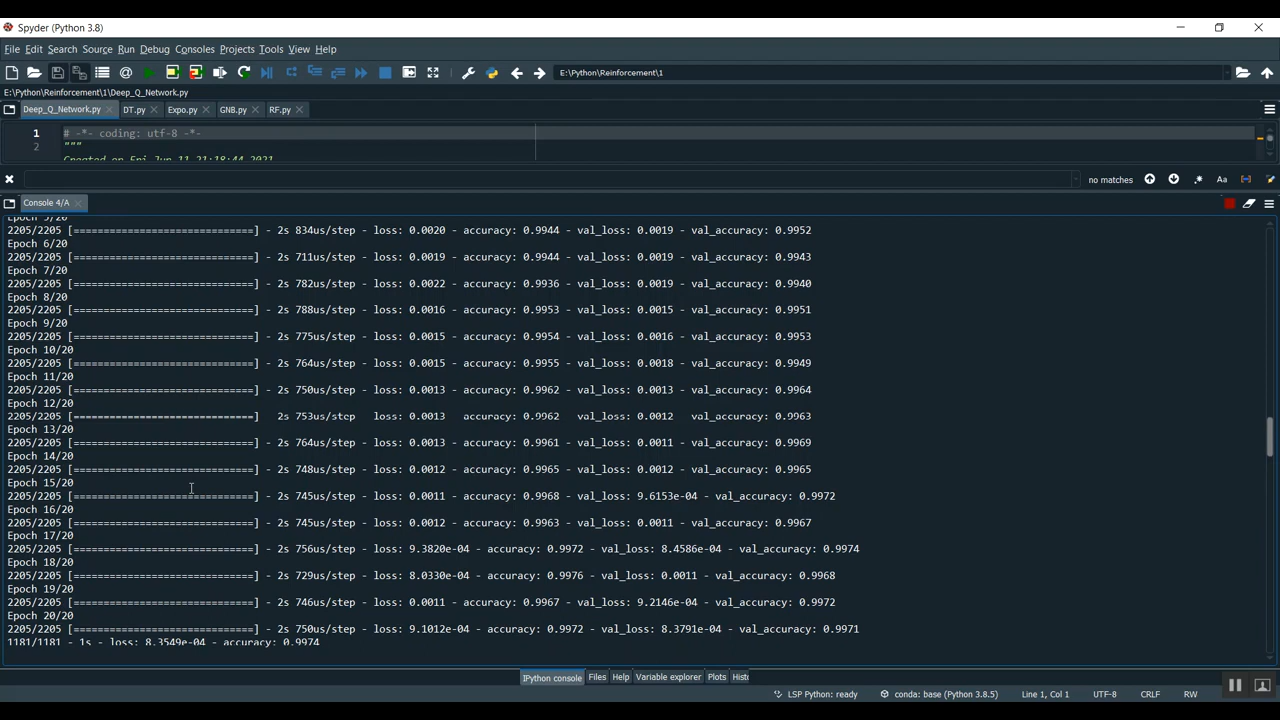 Spyder (Python 3.8)
File Edit Search Source Run Debug Consoles Projects Tools View Help
E:\Python\Reinforcement\1
E:\Python\Reinforcement\1\Deep_Q_Network.py
Deep_Q_Network.py DT.py Expo.py GNB.py RF.py
1 # -*- coding: utf-8 -*-
2 """
Created on Fri Jun 11 21:18:44 2021
no matches Aa
Console 4/A
Epoch 5/20
2205/2205 [==============================] - 2s 834us/step - loss: 0.0020 - accuracy: 0.9944 - val_loss: 0.0019 - val_accuracy: 0.9952
Epoch 6/20
2205/2205 [==============================] - 2s 711us/step - loss: 0.0019 - accuracy: 0.9944 - val_loss: 0.0019 - val_accuracy: 0.9943
Epoch 7/20
2205/2205 [==============================] - 2s 782us/step - loss: 0.0022 - accuracy: 0.9936 - val_loss: 0.0019 - val_accuracy: 0.9940
Epoch 8/20
2205/2205 [==============================] - 2s 788us/step - loss: 0.0016 - accuracy: 0.9953 - val_loss: 0.0015 - val_accuracy: 0.9951
Epoch 9/20
2205/2205 [==============================] - 2s 775us/step - loss: 0.0015 - accuracy: 0.9954 - val_loss: 0.0016 - val_accuracy: 0.9953
Epoch 10/20
2205/2205 [==============================] - 2s 764us/step - loss: 0.0015 - accuracy: 0.9955 - val_loss: 0.0018 - val_accuracy: 0.9949
Epoch 11/20
2205/2205 [==============================] - 2s 750us/step - loss: 0.0013 - accuracy: 0.9962 - val_loss: 0.0013 - val_accuracy: 0.9964
Epoch 12/20
2205/2205 [==============================] 2s 753us/step loss: 0.0013 accuracy: 0.9962 val_loss: 0.0012 val_accuracy: 0.9963
Epoch 13/20
2205/2205 [==============================] - 2s 764us/step - loss: 0.0013 - accuracy: 0.9961 - val_loss: 0.0011 - val_accuracy: 0.9969
Epoch 14/20
2205/2205 [==============================] - 2s 748us/step - loss: 0.0012 - accuracy: 0.9965 - val_loss: 0.0012 - val_accuracy: 0.9965
Epoch 15/20
2205/2205 [==============================] - 2s 745us/step - loss: 0.0011 - accuracy: 0.9968 - val_loss: 9.6153e-04 - val_accuracy: 0.9972
Epoch 16/20
2205/2205 [==============================] - 2s 745us/step - loss: 0.0012 - accuracy: 0.9963 - val_loss: 0.0011 - val_accuracy: 0.9967
Epoch 17/20
2205/2205 [==============================] - 2s 756us/step - loss: 9.3820e-04 - accuracy: 0.9972 - val_loss: 8.4586e-04 - val_accuracy: 0.9974
Epoch 18/20
2205/2205 [==============================] - 2s 729us/step - loss: 8.0330e-04 - accuracy: 0.9976 - val_loss: 0.0011 - val_accuracy: 0.9968
Epoch 19/20
2205/2205 [==============================] - 2s 746us/step - loss: 0.0011 - accuracy: 0.9967 - val_loss: 9.2146e-04 - val_accuracy: 0.9972
Epoch 20/20
2205/2205 [==============================] - 2s 750us/step - loss: 9.1012e-04 - accuracy: 0.9972 - val_loss: 8.3791e-04 - val_accuracy: 0.9971
1181/1181 - 1s - loss: 8.3549e-04 - accuracy: 0.9974
IPython console Files Help Variable explorer Plots Histo
LSP Python: ready conda: base (Python 3.8.5) Line 1, Col 1 UTF-8 CRLF RW